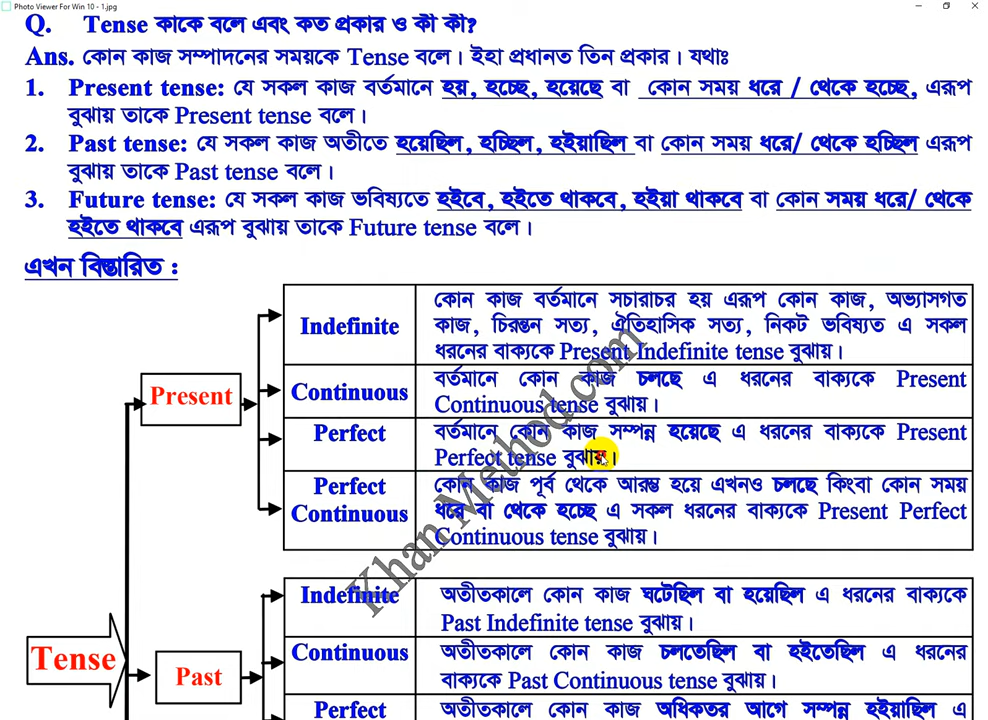 Photo Viewer For Win 10 - 1.jpg
Q. Tense কাকে বলে এবং কত প্রকার ও কী কী?
Ans. কোন কাজ সম্পাদনের সময়কে Tense বলে। ইহা প্রধানত তিন প্রকার। যথাঃ
1. Present tense: যে সকল কাজ বর্তমানে হয়, হচ্ছে, হয়েছে বা কোন সময় ধরে / থেকে হচ্ছে, এরূপ
বুঝায় তাকে Present tense বলে।
2. Past tense: যে সকল কাজ অতীতে হয়েছিল, হচ্ছিল, হইয়াছিল বা কোন সময় ধরে/ থেকে হচ্ছিল এরূপ
বুঝায় তাকে Past tense বলে।
3. Future tense: যে সকল কাজ ভবিষ্যতে হইবে, হইতে থাকবে, হইয়া থাকবে বা কোন সময় ধরে/ থেকে
হইতে থাকবে এরূপ বুঝায় তাকে Future tense বলে।
এখন বিস্তারিত :
Tense
Present
Indefinite
কোন কাজ বর্তমানে সচারাচর হয় এরূপ কোন কাজ, অভ্যাসগত
কাজ, চিরন্তন সত্য, ঐতিহাসিক সত্য, নিকট ভবিষ্যত এ সকল
ধরনের বাক্যকে Present Indefinite tense বুঝায়।
Continuous
বর্তমানে কোন কাজ চলছে এ ধরনের বাক্যকে Present
Continuous tense বুঝায়।
Perfect
বর্তমানে কোন কাজ সম্পন্ন হয়েছে এ ধরনের বাক্যকে Present
Perfect tense বুঝায়।
Perfect
Continuous
কোন কাজ পূর্ব থেকে আরম্ভ হয়ে এখনও চলছে কিংবা কোন সময়
ধরে বা থেকে হচ্ছে এ সকল ধরনের বাক্যকে Present Perfect
Continuous tense বুঝায়।
Past
Indefinite
অতীতকালে কোন কাজ ঘটেছিল বা হয়েছিল এ ধরনের বাক্যকে
Past Indefinite tense বুঝায়।
Continuous
অতীতকালে কোন কাজ চলতেছিল বা হইতেছিল এ ধরনের
বাক্যকে Past Continuous tense বুঝায়।
Perfect
অতীতকালে কোন কাজ অধিকতর আগে সম্পন্ন হইয়াছিল এ
Khan Method.com